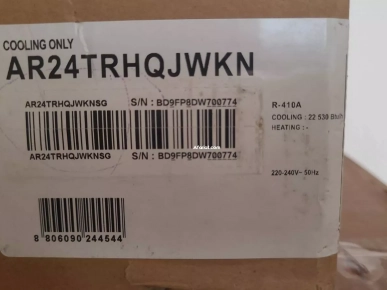 COOLING ONLY
AR24TRHQJWKN
AR24TRHQJWKNSG S/N : BD9FP8DW700774
AR24TRHQJWKNSG S/N : BD9FP8DW700774
R-410A
COOLING : 22 530 Btu/h
HEATING : -
220-240V~ 50Hz
8 806090 244544